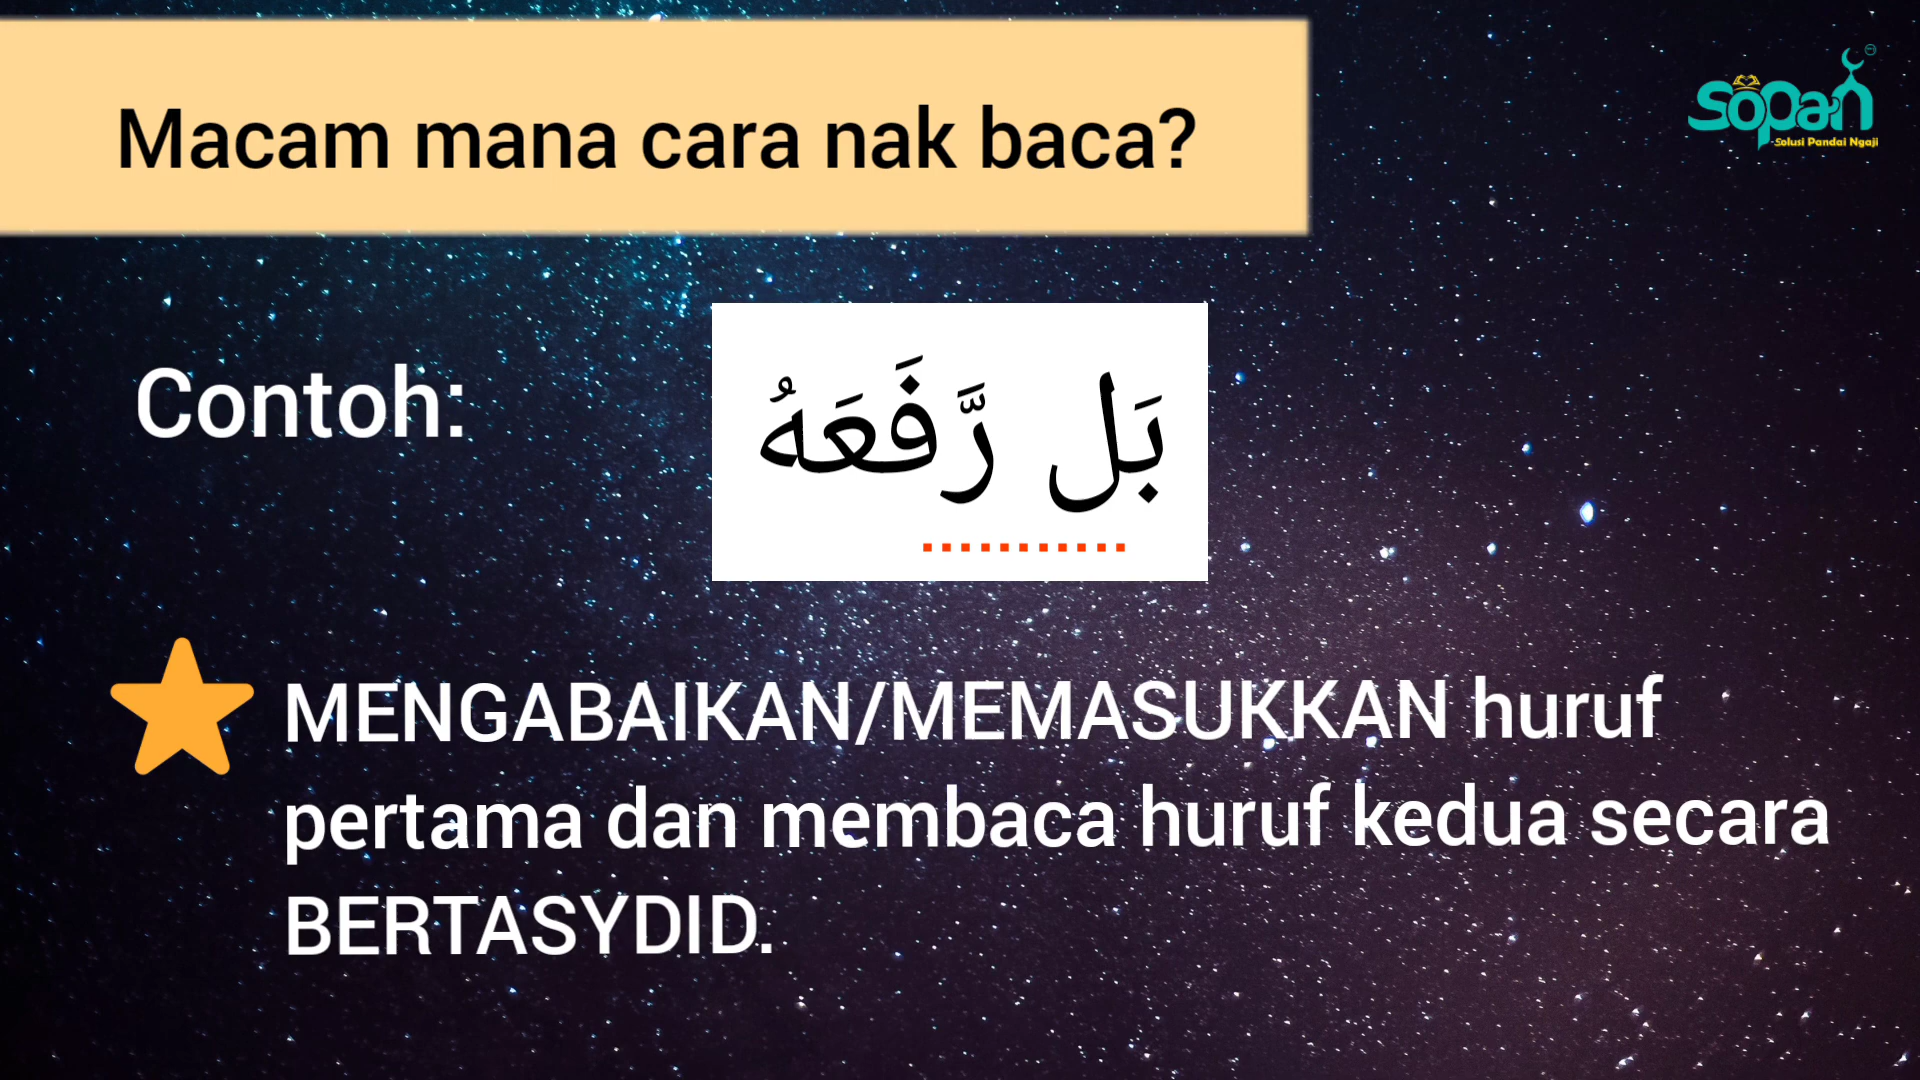 Macam mana cara nak baca?
Sopan
Solusi Pandai Ngaji
Contoh:
بَل رَّفَعَهُ
MENGABAIKAN/MEMASUKKAN huruf
pertama dan membaca huruf kedua secara
BERTASYDID.